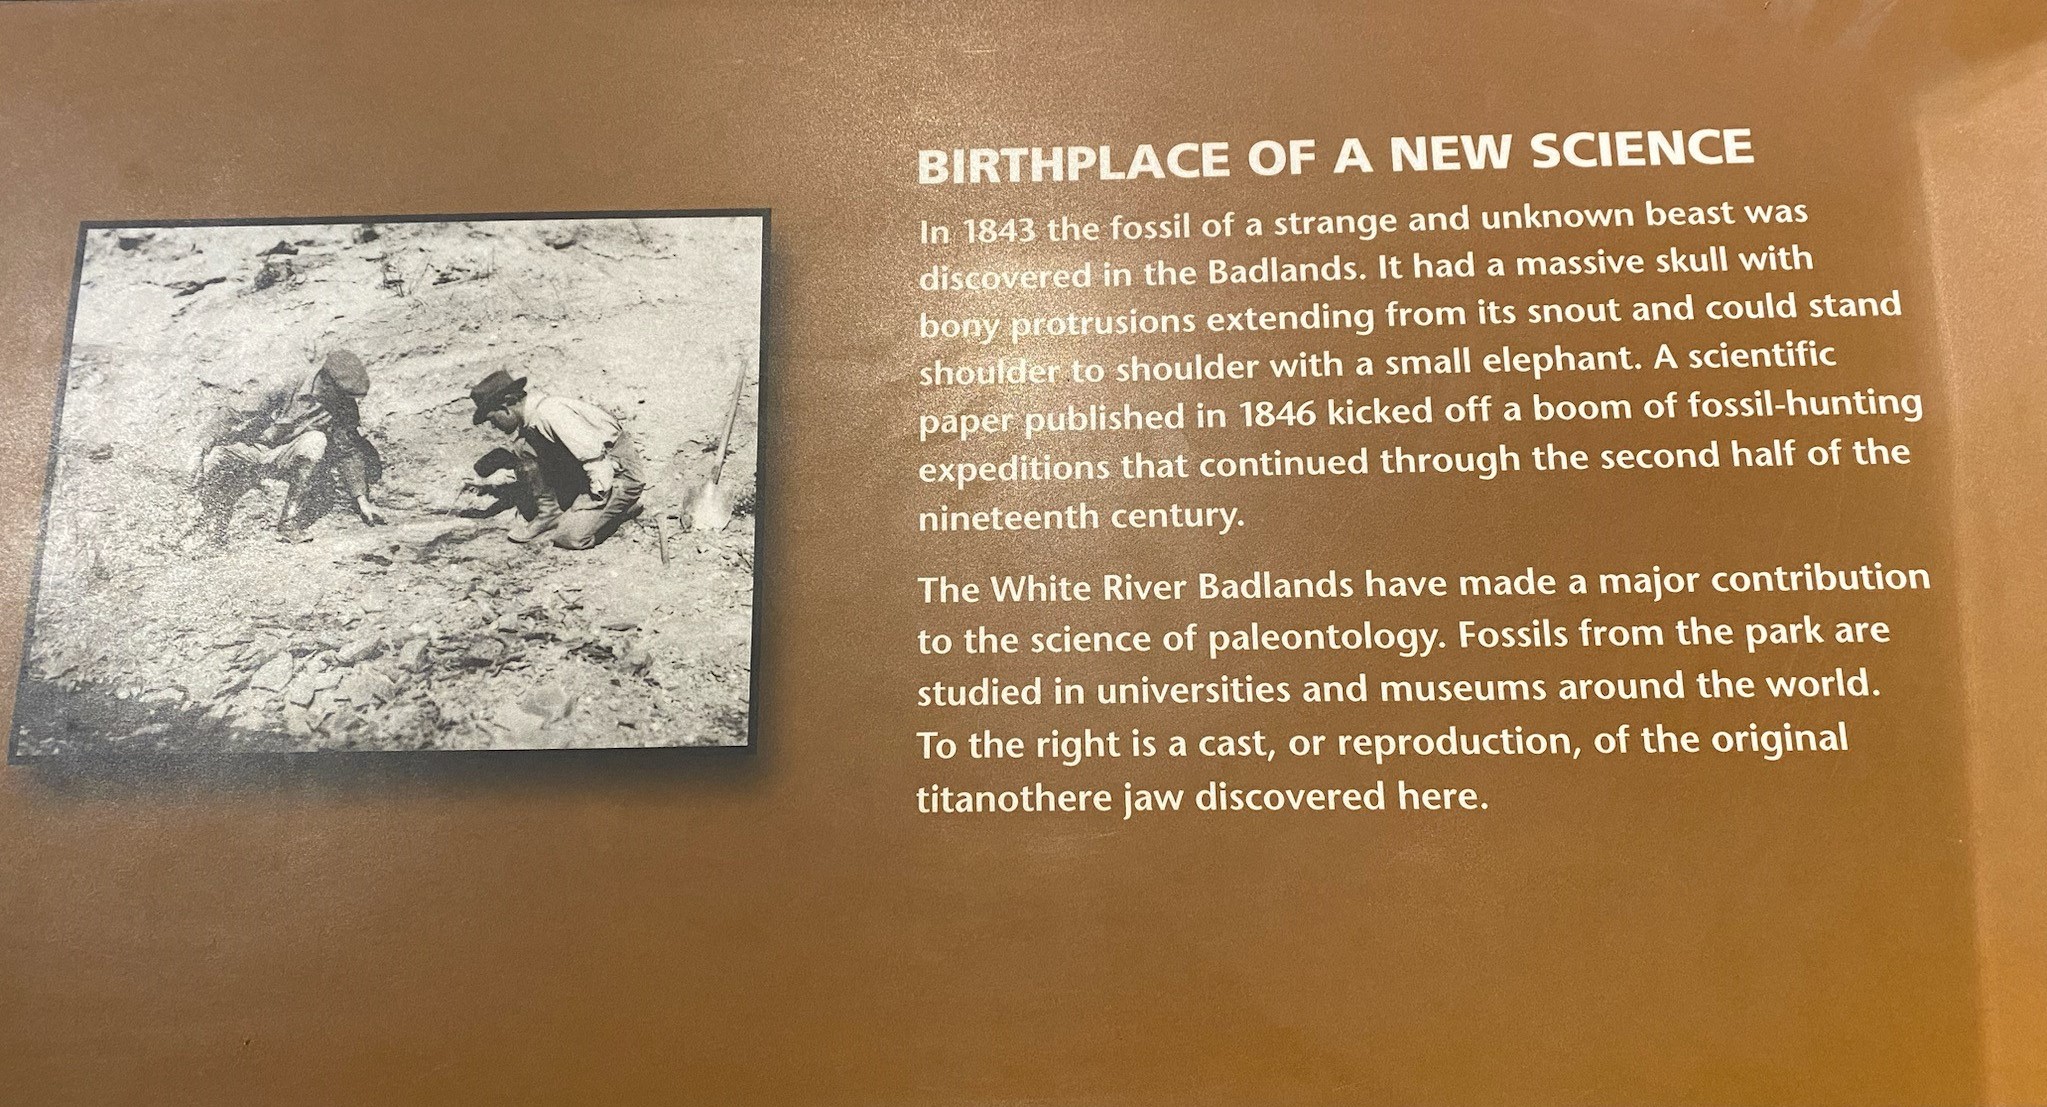 BIRTHPLACE OF A NEW SCIENCE
In 1843 the fossil of a strange and unknown beast was
discovered in the Badlands. It had a massive skull with
bony protrusions extending from its snout and could stand
shoulder to shoulder with a small elephant. A scientific
paper published in 1846 kicked off a boom of fossil-hunting
expeditions that continued through the second half of the
nineteenth century.
The White River Badlands have made a major contribution
to the science of paleontology. Fossils from the park are
studied in universities and museums around the world.
To the right is a cast, or reproduction, of the original
titanothere jaw discovered here.